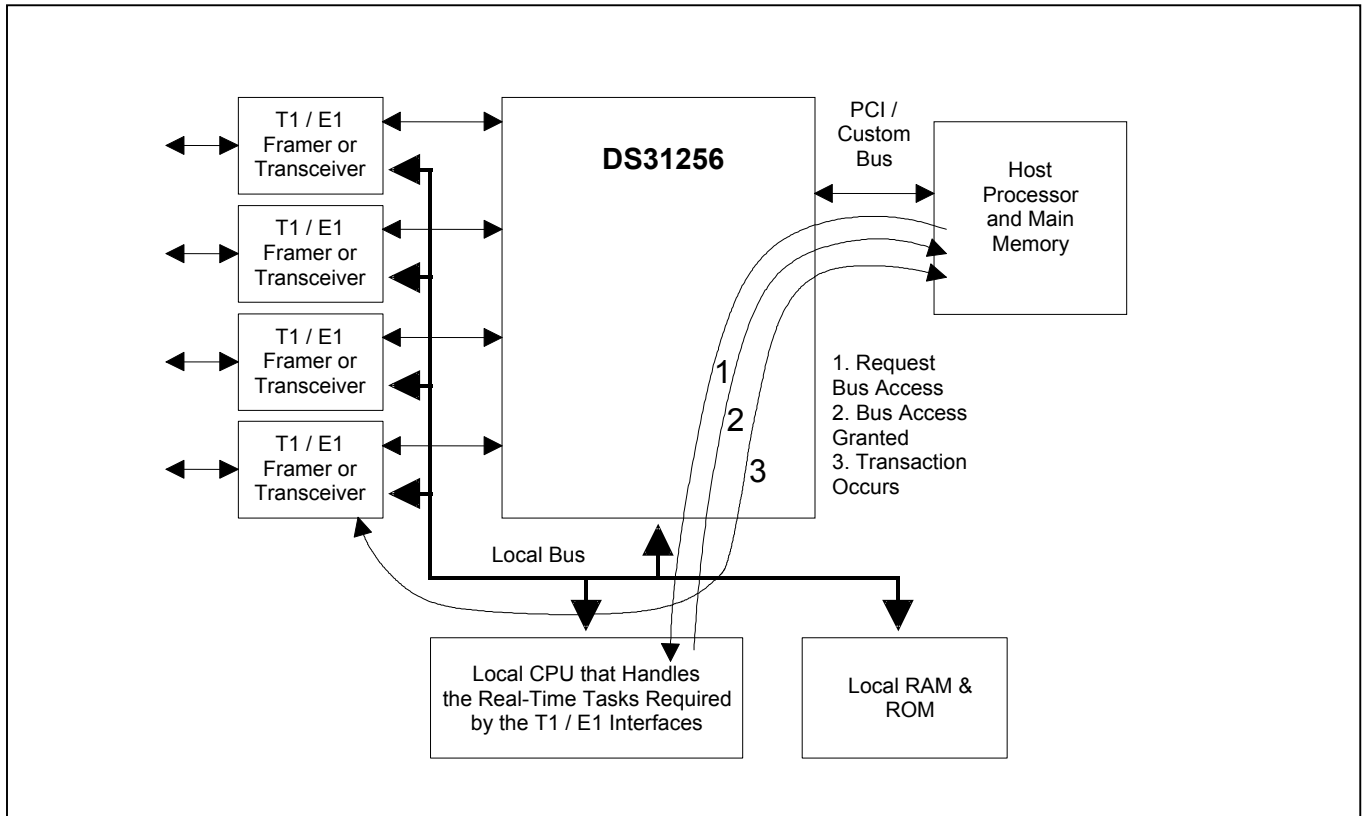 T1 / E1
Framer or
Transceiver
T1 / E1
Framer or
Transceiver
T1 / E1
Framer or
Transceiver
T1 / E1
Framer or
Transceiver
DS31256
PCI /
Custom
Bus
Host
Processor
and Main
Memory
1
2
3
1. Request
Bus Access
2. Bus Access
Granted
3. Transaction
Occurs
Local Bus
Local CPU that Handles
the Real-Time Tasks Required
by the T1 / E1 Interfaces
Local RAM &
ROM